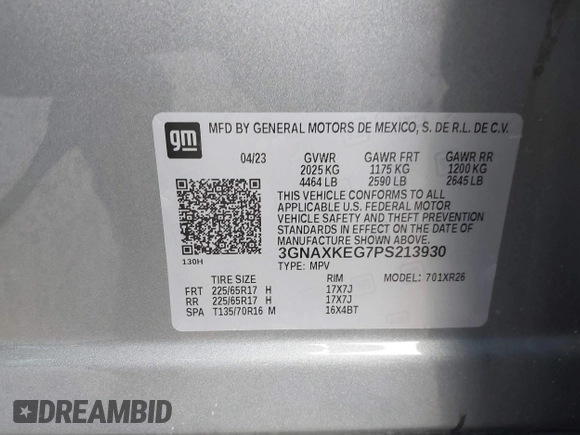 gm
MFD BY GENERAL MOTORS DE MEXICO, S. DE R.L. DE C.V.
04/23 GVWR GAWR FRT GAWR RR
2025 KG 1175 KG 1200 KG
4464 LB 2590 LB 2645 LB
THIS VEHICLE CONFORMS TO ALL
APPLICABLE U.S. FEDERAL MOTOR
VEHICLE SAFETY AND THEFT PREVENTION
STANDARDS IN EFFECT ON THE DATE OF
MANUFACTURE SHOWN ABOVE.
130H 3GNAXKEG7PS213930
TYPE: MPV MODEL: 701XR26
TIRE SIZE RIM
FRT 225/65R17 H 17X7J
RR 225/65R17 H 17X7J
SPA T135/70R16 M 16X4BT
DREAMBID